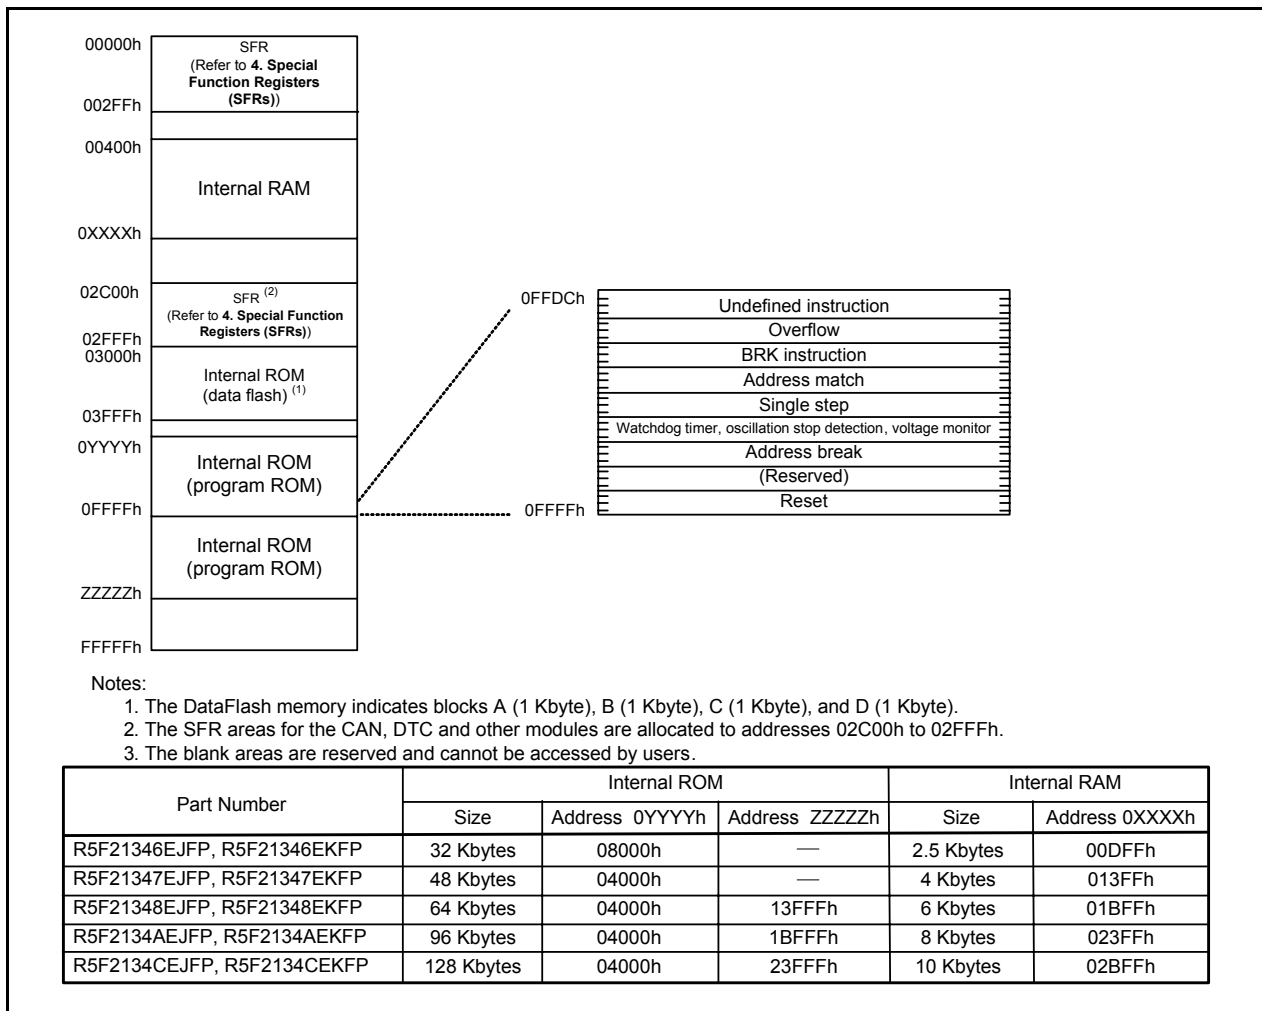 00000h
SFR
(Refer to 4. Special
Function Registers
(SFRs))
002FFh
00400h
Internal RAM
0XXXXh
02C00h
SFR (2)
(Refer to 4. Special Function
Registers (SFRs))
02FFFh
03000h
Internal ROM
(data flash) (1)
03FFFh
0YYYYh
Internal ROM
(program ROM)
0FFFFh
Internal ROM
(program ROM)
ZZZZZh
FFFFFh
0FFDCh
Undefined instruction
Overflow
BRK instruction
Address match
Single step
Watchdog timer, oscillation stop detection, voltage monitor
Address break
(Reserved)
0FFFFh
Reset
Notes:
1. The DataFlash memory indicates blocks A (1 Kbyte), B (1 Kbyte), C (1 Kbyte), and D (1 Kbyte).
2. The SFR areas for the CAN, DTC and other modules are allocated to addresses 02C00h to 02FFFh.
3. The blank areas are reserved and cannot be accessed by users.
Part Number Internal ROM Internal RAM
Size Address 0YYYYh Address ZZZZZh Size Address 0XXXXh
R5F21346EJFP, R5F21346EKFP 32 Kbytes 08000h — 2.5 Kbytes 00DFFh
R5F21347EJFP, R5F21347EKFP 48 Kbytes 04000h — 4 Kbytes 013FFh
R5F21348EJFP, R5F21348EKFP 64 Kbytes 04000h 13FFFh 6 Kbytes 01BFFh
R5F2134AEJFP, R5F2134AEKFP 96 Kbytes 04000h 1BFFFh 8 Kbytes 023FFh
R5F2134CEJFP, R5F2134CEKFP 128 Kbytes 04000h 23FFFh 10 Kbytes 02BFFh